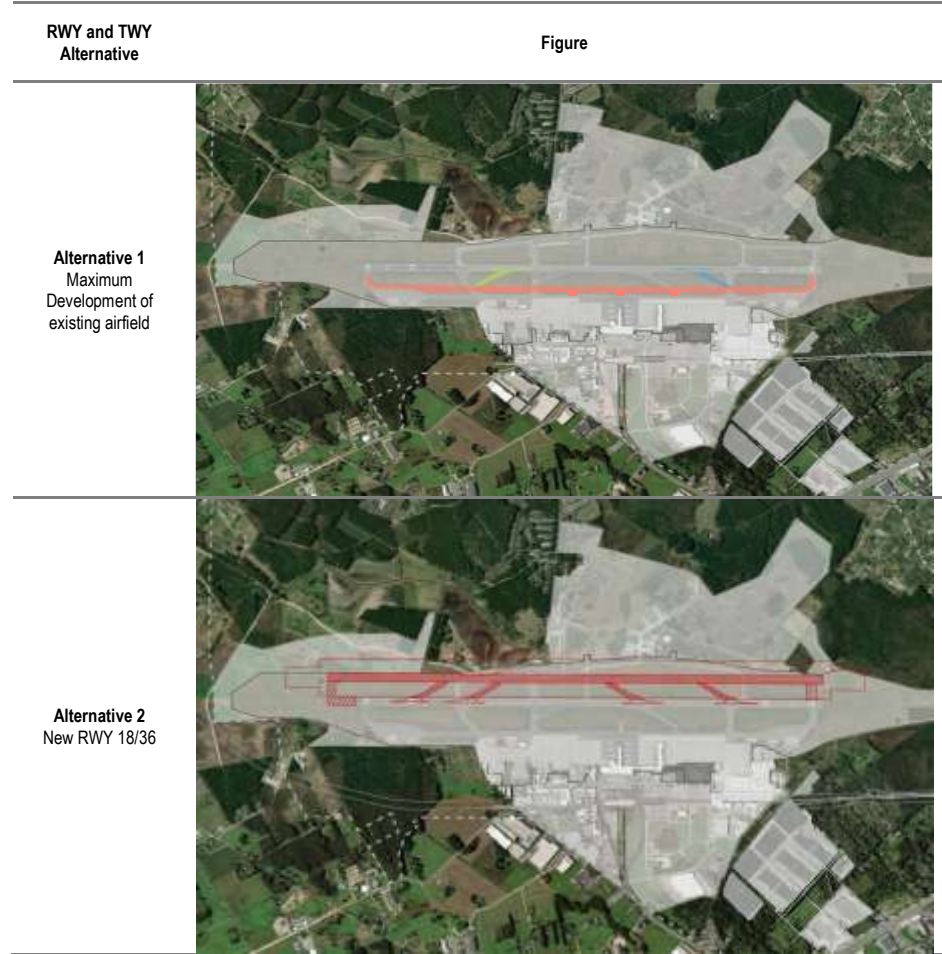 RWY and TWY
Alternative
Figure
Alternative 1
Maximum
Development of
existing airfield
Alternative 2
New RWY 18/36